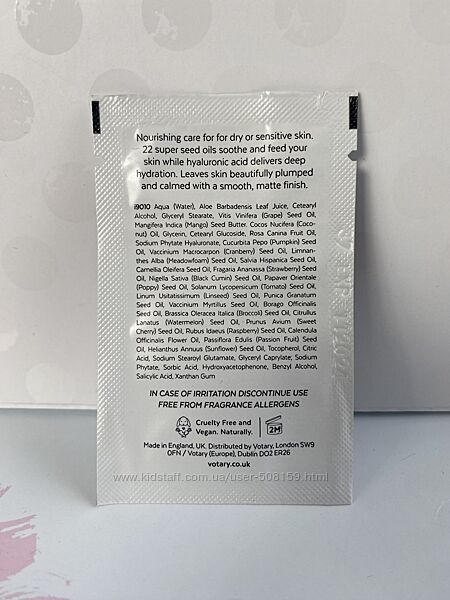 Nourishing care for for dry or sensitive skin.
22 super seed oils soothe and feed your
skin while hyaluronic acid delivers deep
hydration. Leaves skin beautifully plumped
and calmed with a smooth, matte finish.
i9010 Aqua (Water), Aloe Barbadensis Leaf Juice, Cetearyl
Alcohol, Glyceryl Stearate, Vitis Vinifera (Grape) Seed Oil,
Mangifera Indica (Mango) Seed Butter. Cocos Nucifera (Coco-
nut) Oil, Glycerin, Cetearyl Glucoside, Rosa Canina Fruit Oil,
Sodium Phytate Hyaluronate, Cucurbita Pepo (Pumpkin) Seed
Oil, Vaccinium Macrocarpon (Cranberry) Seed Oil, Limnan-
thes Alba (Meadowfoam) Seed Oil, Salvia Hispanica Seed Oil,
Camellia Oleifera Seed Oil, Fragaria Ananassa (Strawberry) Seed
Oil, Nigella Sativa (Black Cumin) Seed Oil, Papaver Orientale
(Poppy) Seed Oil, Solanum Lycopersicum (Tomato) Seed Oil,
Linum Usitatissimum (Linseed) Seed Oil, Punica Granatum
Seed Oil, Vaccinium Myrtillus Seed Oil, Borago Officinalis
Seed Oil, Brassica Oleracea Italica (Broccoli) Seed Oil, Citrullus
Lanatus (Watermelon) Seed Oil, Prunus Avium (Sweet
Cherry) Seed Oil, Rubus Idaeus (Raspberry) Seed Oil, Calendula
Officinalis Flower Oil, Passiflora Edulis (Passion Fruit) Seed
Oil, Helianthus Annuus (Sunflower) Seed Oil, Tocopherol, Citric
Acid, Sodium Stearoyl Glutamate, Glyceryl Caprylate, Sodium
Phytate, Sorbic Acid, Hydroxyacetophenone, Benzyl Alcohol,
Salicylic Acid, Xanthan Gum
IN CASE OF IRRITATION DISCONTINUE USE
FREE FROM FRAGRANCE ALLERGENS
Cruelty Free and
Vegan. Naturally.
2M
Made in England, UK. Distributed by Votary, London SW9
0FN / Votary (Europe), Dublin DO2 ER26
votary.co.uk
www.kidstaff.com.ua/user-508159.html